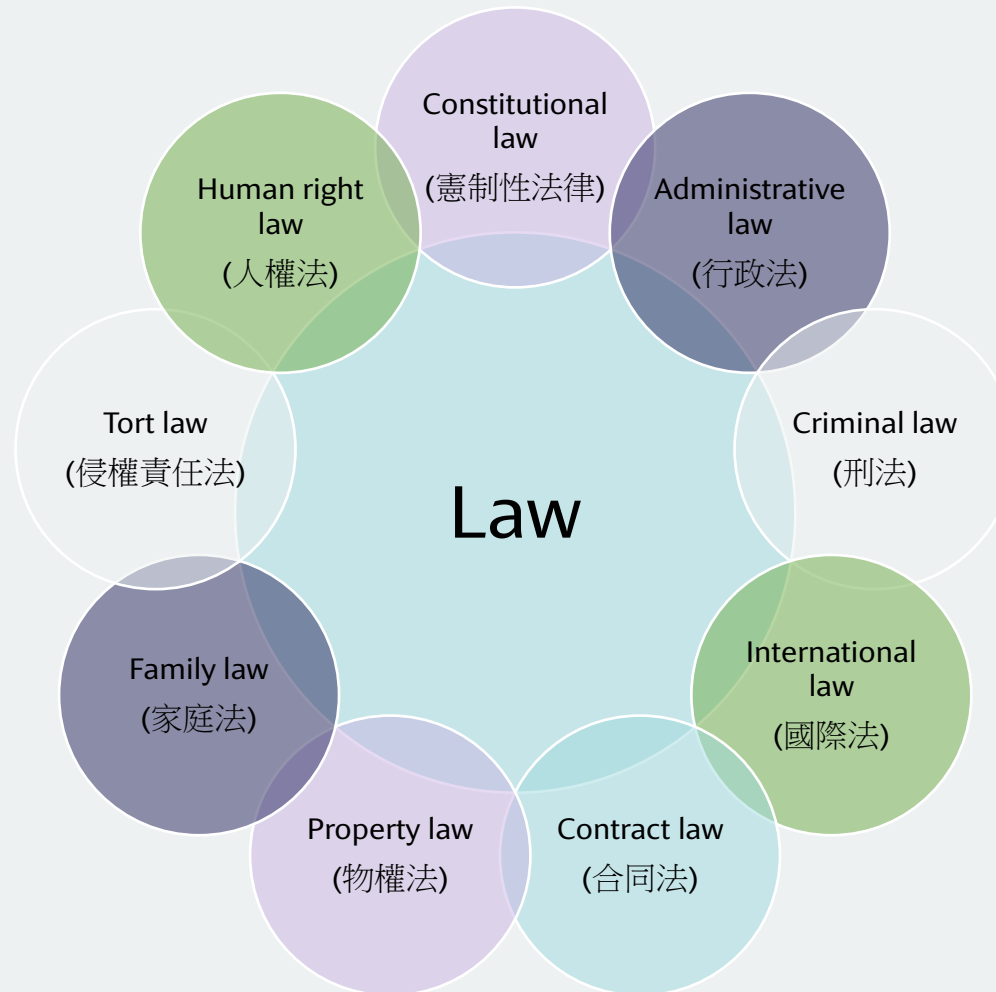 Constitutional
law
(憲制性法律)
Administrative
law
(行政法)
Criminal law
(刑法)
International
law
(國際法)
Contract law
(合同法)
Property law
(物權法)
Family law
(家庭法)
Tort law
(侵權責任法)
Human right
law
(人權法)
Law